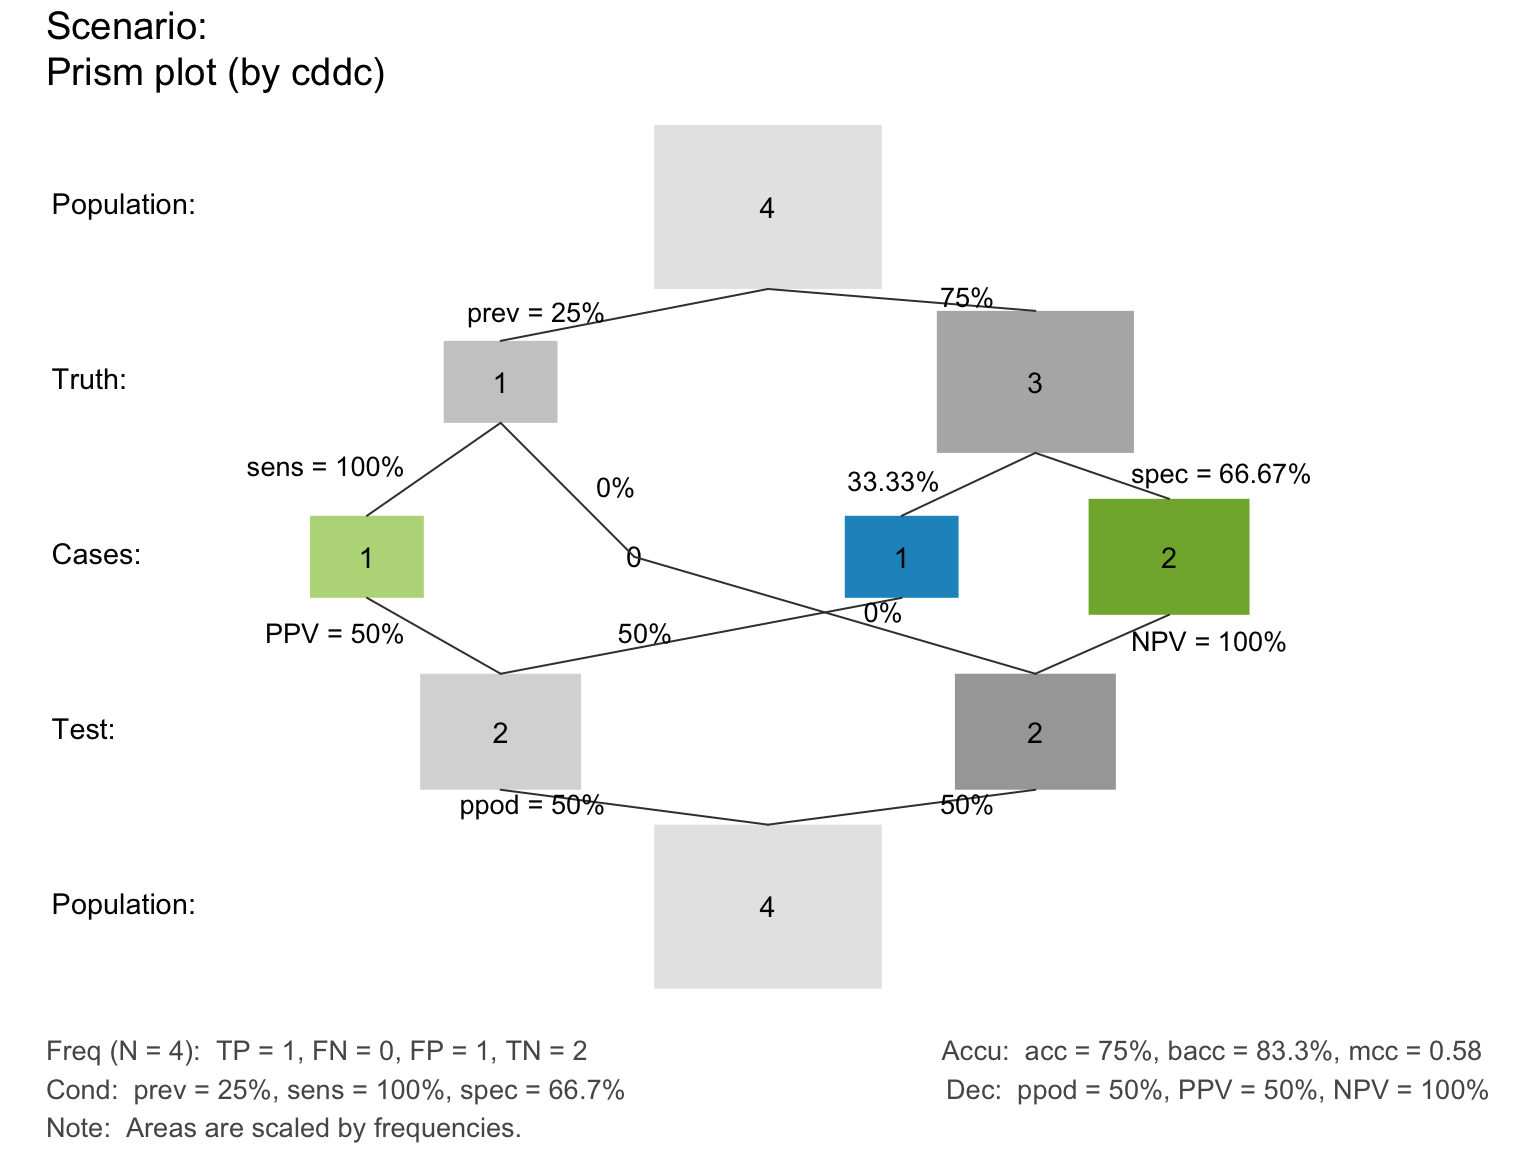 Scenario:
Prism plot (by cddc)
Population:
4
prev = 25%
75%
Truth:
1
3
sens = 100%
0%
33.33%
spec = 66.67%
Cases:
1
0
1
2
PPV = 50%
50%
0%
NPV = 100%
Test:
2
2
ppod = 50%
50%
Population:
4
Freq (N = 4):  TP = 1, FN = 0, FP = 1, TN = 2
Accu:  acc = 75%, bacc = 83.3%, mcc = 0.58
Cond:  prev = 25%, sens = 100%, spec = 66.7%
Dec:  ppod = 50%, PPV = 50%, NPV = 100%
Note:  Areas are scaled by frequencies.